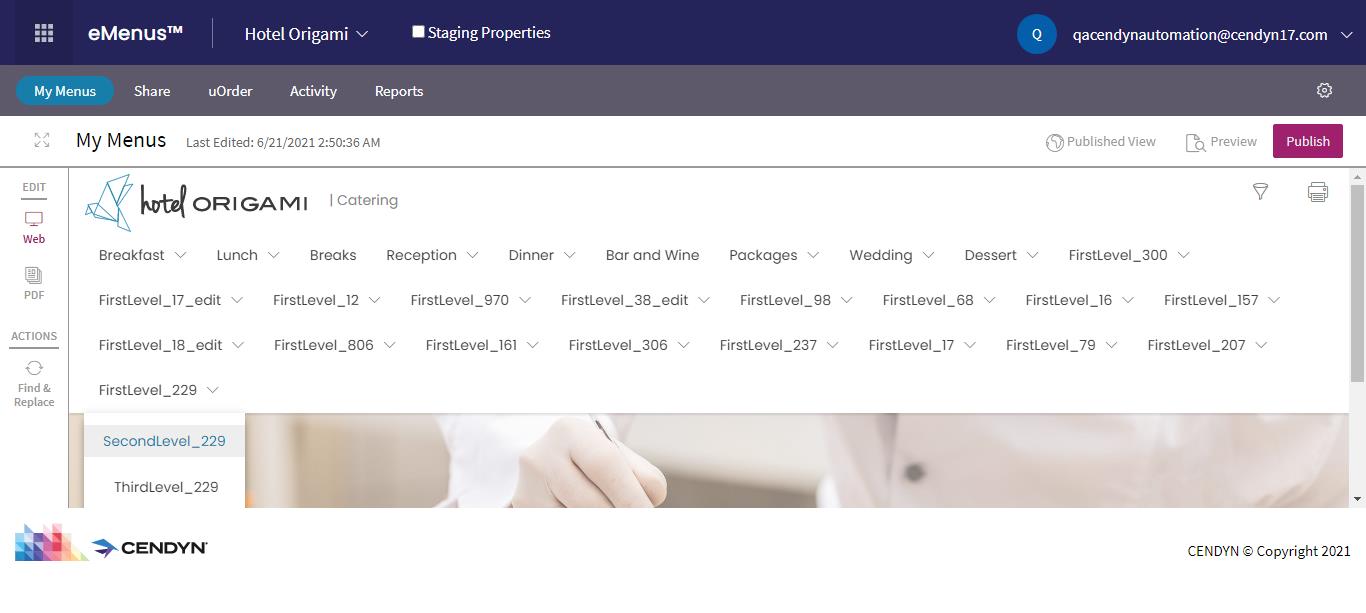 eMenus™ Hotel Origami Staging Properties Q qacendynautomation@cendyn17.com
My Menus Share uOrder Activity Reports
My Menus Last Edited: 6/21/2021 2:50:36 AM Published View Preview Publish
EDIT
Web
PDF
ACTIONS
Find &
Replace
hotel ORIGAMI | Catering
Breakfast Lunch Breaks Reception Dinner Bar and Wine Packages Wedding Dessert FirstLevel_300
FirstLevel_17_edit FirstLevel_12 FirstLevel_970 FirstLevel_38_edit FirstLevel_98 FirstLevel_68 FirstLevel_16 FirstLevel_157
FirstLevel_18_edit FirstLevel_806 FirstLevel_161 FirstLevel_306 FirstLevel_237 FirstLevel_17 FirstLevel_79 FirstLevel_207
FirstLevel_229
SecondLevel_229
ThirdLevel_229
CENDYN
CENDYN © Copyright 2021